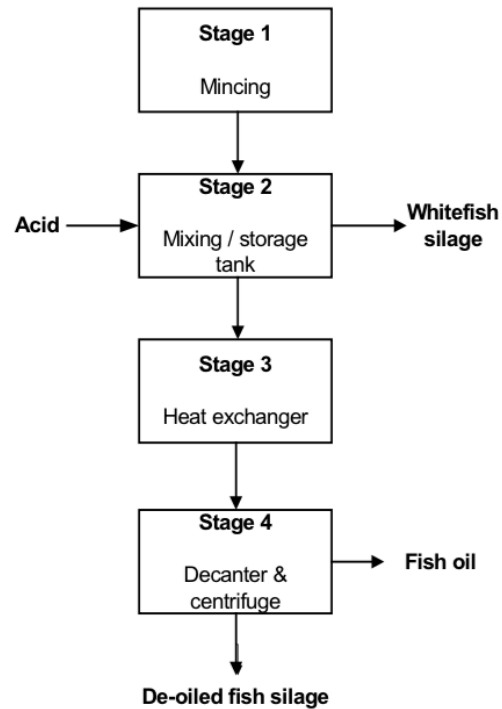 Stage 1
Mincing
Stage 2
Acid
Mixing / storage
tank
Whitefish
silage
Stage 3
Heat exchanger
Stage 4
Decanter &
centrifuge
Fish oil
De-oiled fish silage